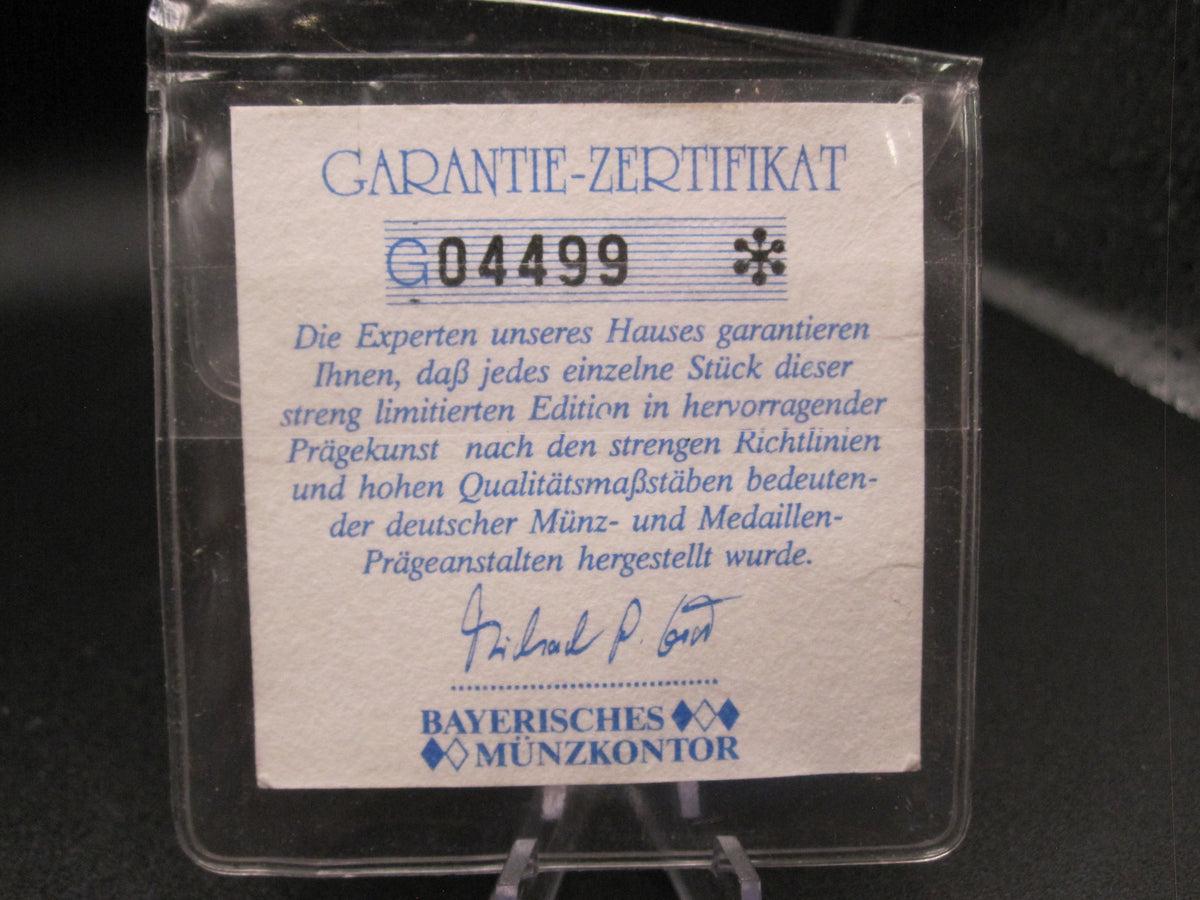 GARANTIE-ZERTIFIKAT
G04499 *
Die Experten unseres Hauses garantieren
Ihnen, daß jedes einzelne Stück dieser
streng limitierten Edition in hervorragender
Prägekunst nach den strengen Richtlinien
und hohen Qualitätsmaßstäben bedeuten-
der deutscher Münz- und Medaillen-
Prägeanstalten hergestellt wurde.
Michael P.
BAYERISCHES
MÜNZKONTOR